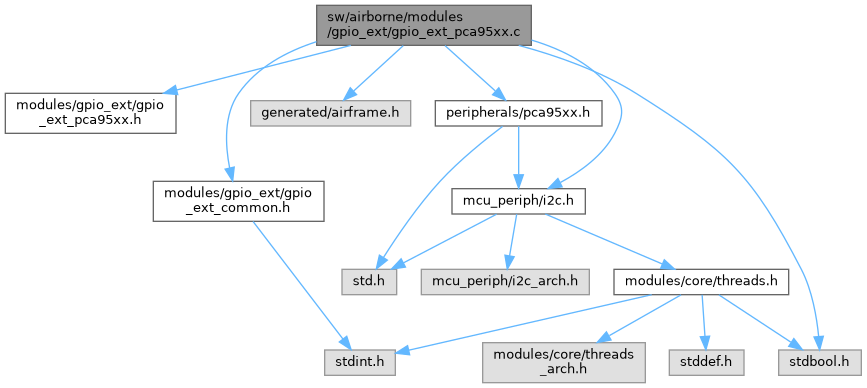 sw/airborne/modules
/gpio_ext/gpio_ext_pca95xx.c
modules/gpio_ext/gpio
_ext_pca95xx.h
generated/airframe.h
peripherals/pca95xx.h
modules/gpio_ext/gpio
_ext_common.h
mcu_periph/i2c.h
std.h
mcu_periph/i2c_arch.h
modules/core/threads.h
stdint.h
modules/core/threads
_arch.h
stddef.h
stdbool.h